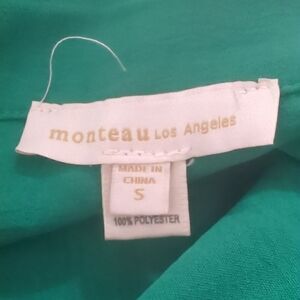 monteau Los Angeles
MADE IN
CHINA
S
100% POLYESTER